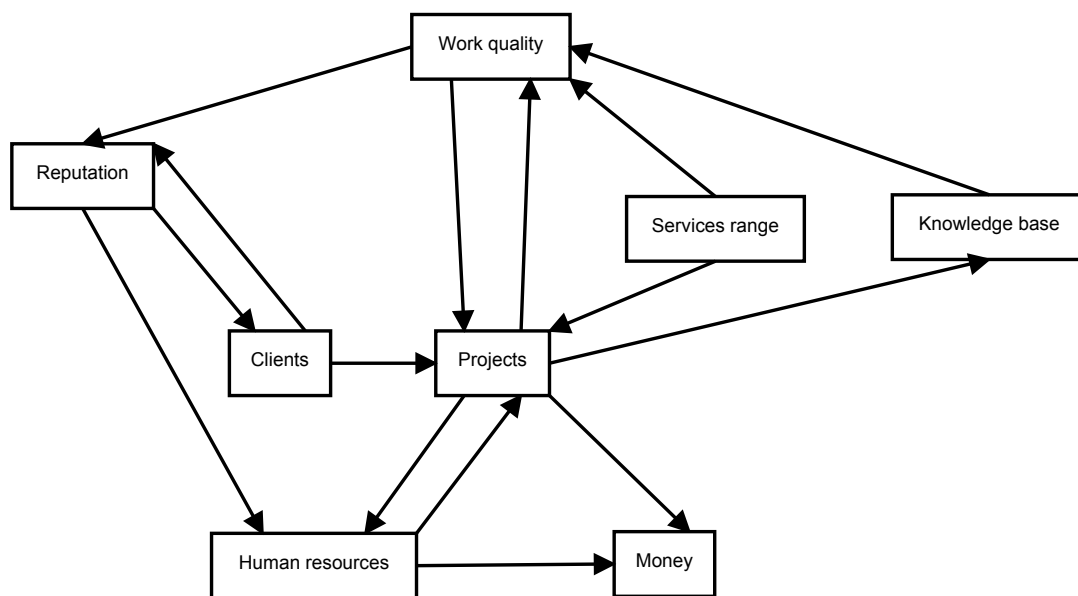 Work quality
Reputation
Services range
Knowledge base
Clients
Projects
Human resources
Money